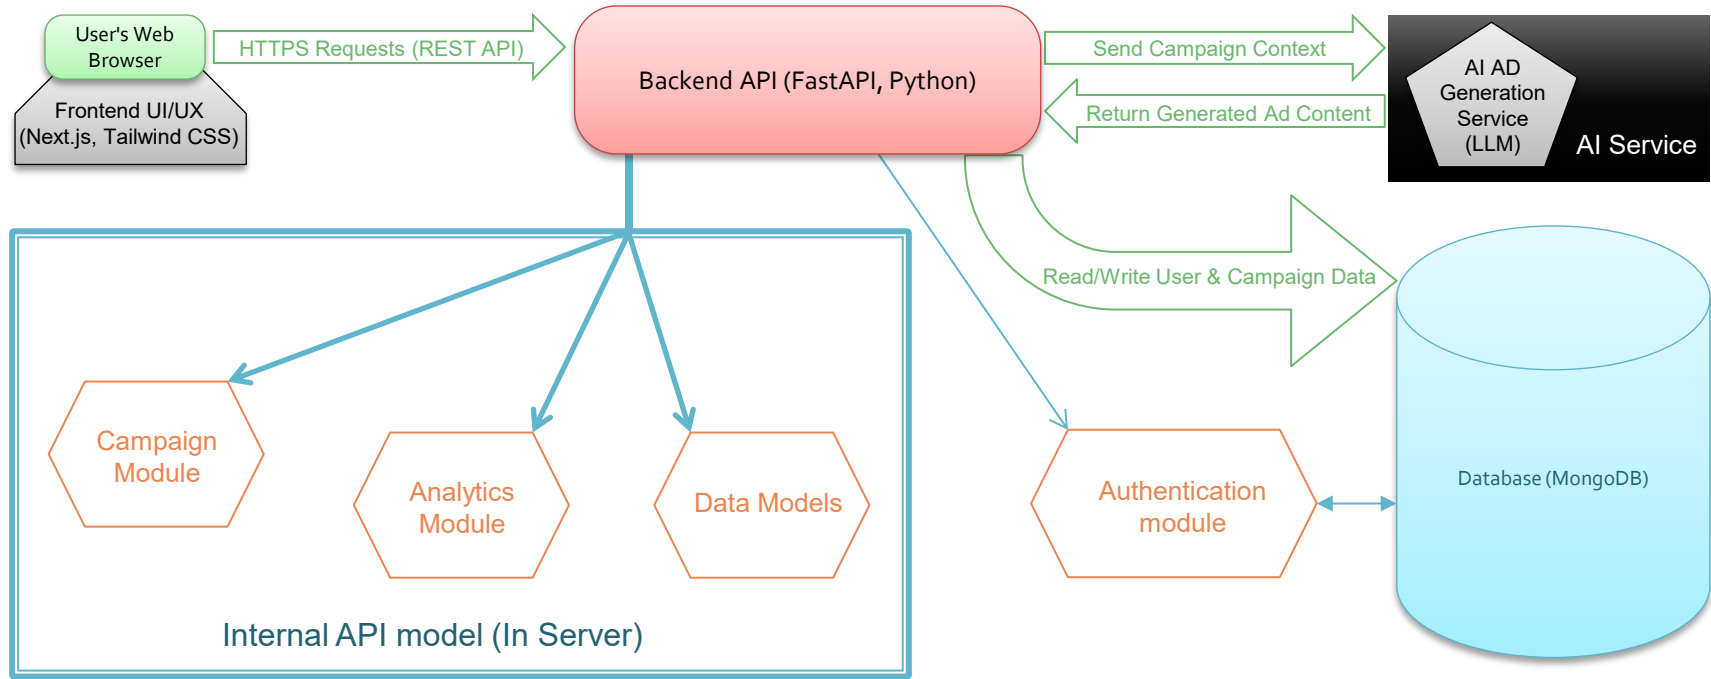 User's Web
Browser
Frontend UI/UX
(Next.js, Tailwind CSS)
HTTPS Requests (REST API)
Backend API (FastAPI, Python)
Send Campaign Context
Return Generated Ad Content
AI AD
Generation
Service
(LLM)
AI Service
Read/Write User & Campaign Data
Campaign
Module
Analytics
Module
Data Models
Authentication
module
Database (MongoDB)
Internal API model (In Server)